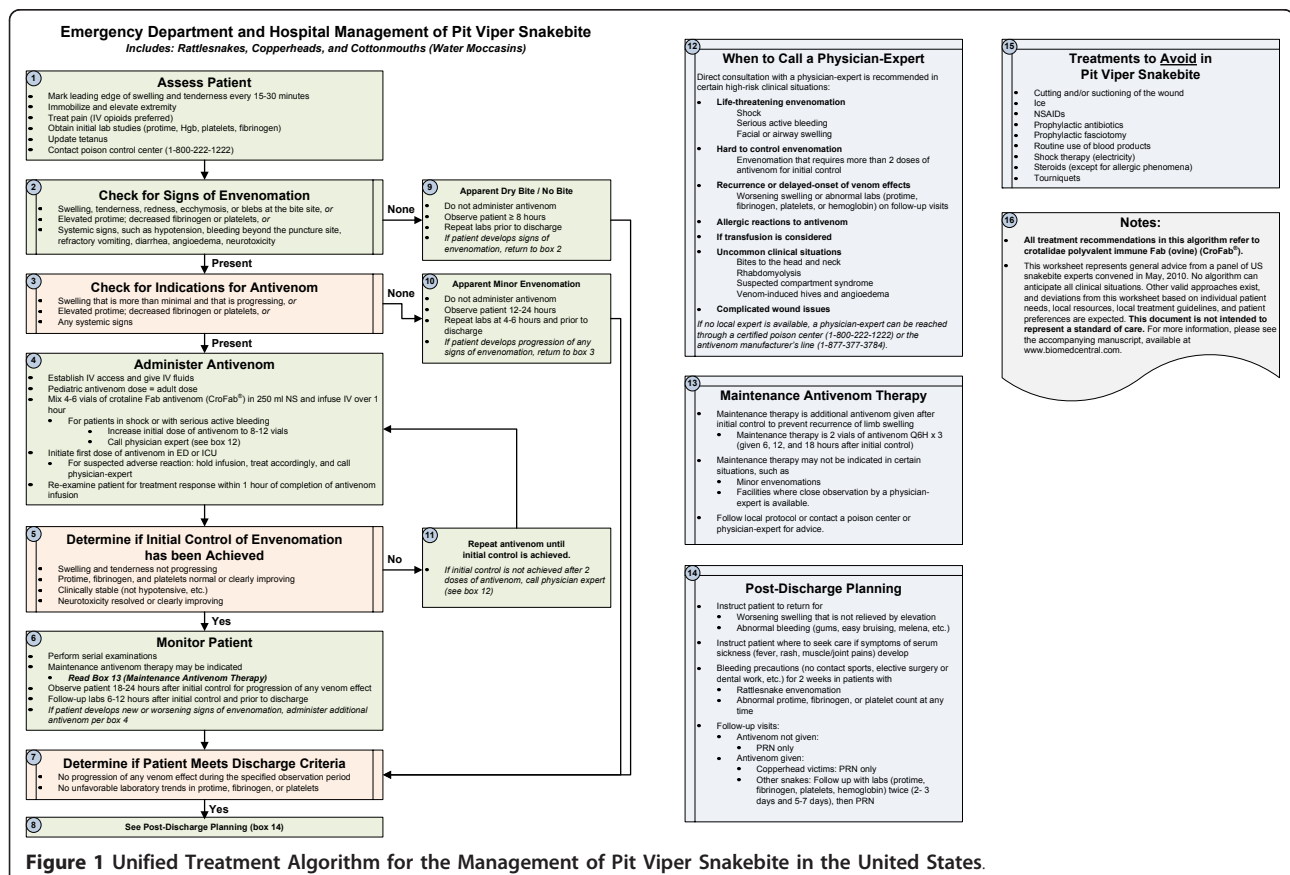 Emergency Department and Hospital Management of Pit Viper Snakebite
Includes: Rattlesnakes, Copperheads, and Cottonmouths (Water Moccasins)
1
Assess Patient
• Mark leading edge of swelling and tenderness every 15-30 minutes
• Immobilize and elevate extremity
• Treat pain (IV opioids preferred)
• Obtain initial lab studies (protime, Hgb, platelets, fibrinogen)
• Update tetanus
• Contact poison control center (1-800-222-1222)
2
Check for Signs of Envenomation
• Swelling, tenderness, redness, ecchymosis, or blebs at the bite site, or
• Elevated protime; decreased fibrinogen or platelets, or
• Systemic signs, such as hypotension, bleeding beyond the puncture site,
refractory vomiting, diarrhea, angioedema, neurotoxicity
None
Present
9
Apparent Dry Bite / No Bite
• Do not administer antivenom
• Observe patient ≥ 8 hours
• Repeat labs prior to discharge
• If patient develops signs of
envenomation, return to box 2
3
Check for Indications for Antivenom
• Swelling that is more than minimal and that is progressing, or
• Elevated protime; decreased fibrinogen or platelets, or
• Any systemic signs
None
Present
10
Apparent Minor Envenomation
• Do not administer antivenom
• Observe patient 12-24 hours
• Repeat labs at 4-6 hours and prior to
discharge
• If patient develops progression of any
signs of envenomation, return to box 3
4
Administer Antivenom
• Establish IV access and give IV fluids
• Pediatric antivenom dose = adult dose
• Mix 4-6 vials of crotaline Fab antivenom (CroFab®) in 250 ml NS and infuse IV over 1
hour
• For patients in shock or with serious active bleeding
• Increase initial dose of antivenom to 8-12 vials
• Call physician expert (see box 12)
• Initiate first dose of antivenom in ED or ICU
• For suspected adverse reaction: hold infusion, treat accordingly, and call
physician-expert
• Re-examine patient for treatment response within 1 hour of completion of antivenom
infusion
5
Determine if Initial Control of Envenomation
has been Achieved
• Swelling and tenderness not progressing
• Protime, fibrinogen, and platelets normal or clearly improving
• Clinically stable (not hypotensive, etc.)
• Neurotoxicity resolved or clearly improving
No
Yes
11
Repeat antivenom until
initial control is achieved.
• If initial control is not achieved after 2
doses of antivenom, call physician expert
(see box 12)
6
Monitor Patient
• Perform serial examinations
• Maintenance antivenom therapy may be indicated
• Read Box 13 (Maintenance Antivenom Therapy)
• Observe patient 18-24 hours after initial control for progression of any venom effect
• Follow-up labs 6-12 hours after initial control and prior to discharge
• If patient develops new or worsening signs of envenomation, administer additional
antivenom per box 4
7
Determine if Patient Meets Discharge Criteria
• No progression of any venom effect during the specified observation period
• No unfavorable laboratory trends in protime, fibrinogen, or platelets
Yes
8
See Post-Discharge Planning (box 14)
12
When to Call a Physician-Expert
Direct consultation with a physician-expert is recommended in
certain high-risk clinical situations:
• Life-threatening envenomation
Shock
Serious active bleeding
Facial or airway swelling
• Hard to control envenomation
Envenomation that requires more than 2 doses of
antivenom for initial control
• Recurrence or delayed-onset of venom effects
Worsening swelling or abnormal labs (protime,
fibrinogen, platelets, or hemoglobin) on follow-up visits
• Allergic reactions to antivenom
• If transfusion is considered
• Uncommon clinical situations
Bites to the head and neck
Rhabdomyolysis
Suspected compartment syndrome
Venom-induced hives and angioedema
• Complicated wound issues
If no local expert is available, a physician-expert can be reached
through a certified poison center (1-800-222-1222) or the
antivenom manufacturer's line (1-877-377-3784).
13
Maintenance Antivenom Therapy
• Maintenance therapy is additional antivenom given after
initial control to prevent recurrence of limb swelling
• Maintenance therapy is 2 vials of antivenom Q6H x 3
(given 6, 12, and 18 hours after initial control)
• Maintenance therapy may not be indicated in certain
situations, such as
• Minor envenomations
• Facilities where close observation by a physician-
expert is available.
• Follow local protocol or contact a poison center or
physician-expert for advice.
14
Post-Discharge Planning
• Instruct patient to return for
• Worsening swelling that is not relieved by elevation
• Abnormal bleeding (gums, easy bruising, melena, etc.)
• Instruct patient where to seek care if symptoms of serum
sickness (fever, rash, muscle/joint pains) develop
• Bleeding precautions (no contact sports, elective surgery or
dental work, etc.) for 2 weeks in patients with
• Rattlesnake envenomation
• Abnormal protime, fibrinogen, or platelet count at any
time
• Follow-up visits:
• Antivenom not given:
• PRN only
• Antivenom given:
• Copperhead victims: PRN only
• Other snakes: Follow up with labs (protime,
fibrinogen, platelets, hemoglobin) twice (2- 3
days and 5-7 days), then PRN
15
Treatments to Avoid in
Pit Viper Snakebite
• Cutting and/or suctioning of the wound
• Ice
• NSAIDs
• Prophylactic antibiotics
• Prophylactic fasciotomy
• Routine use of blood products
• Shock therapy (electricity)
• Steroids (except for allergic phenomena)
• Tourniquets
16
Notes:
• All treatment recommendations in this algorithm refer to
crotalidae polyvalent immune Fab (ovine) (CroFab®).
• This worksheet represents general advice from a panel of US
snakebite experts convened in May, 2010. No algorithm can
anticipate all clinical situations. Other valid approaches exist,
and deviations from this worksheet based on individual patient
needs, local resources, local treatment guidelines, and patient
preferences are expected. This document is not intended to
represent a standard of care. For more information, please see
the accompanying manuscript, available at
www.biomedcentral.com.
Figure 1 Unified Treatment Algorithm for the Management of Pit Viper Snakebite in the United States.